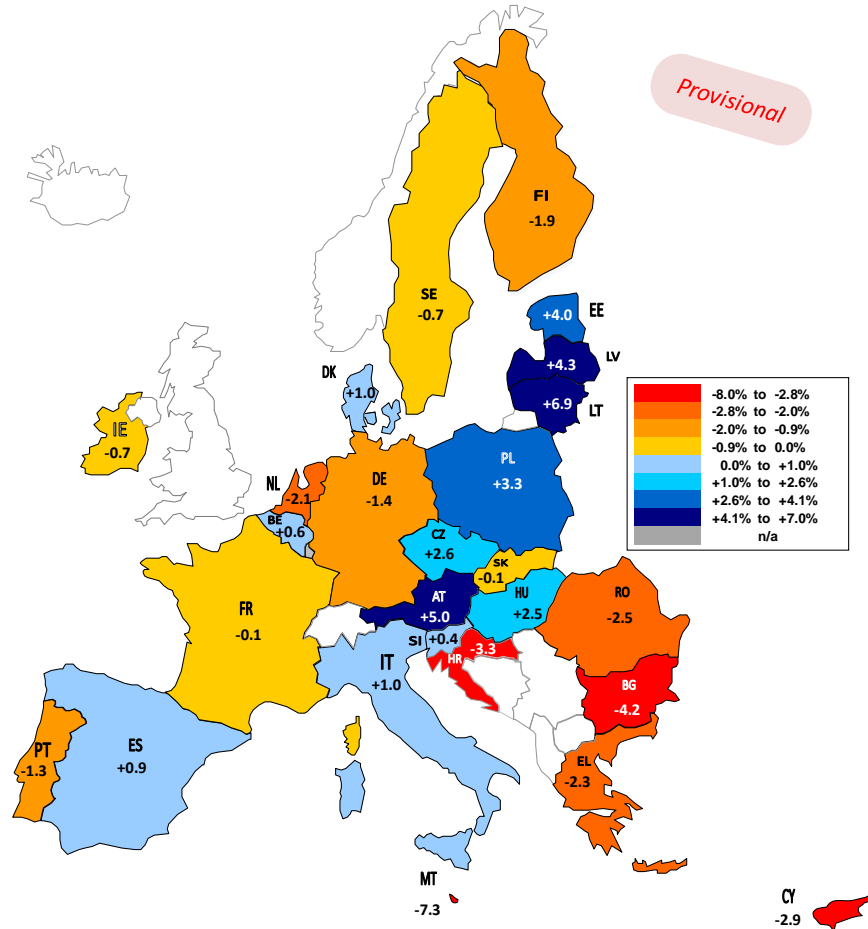 Provisional
FI
-1.9
SE
-0.7
+4.0
EE
+4.3
LV
+6.9
LT
DK
+1.0
-8.0% to -2.8%
-2.8% to -2.0%
-2.0% to -0.9%
-0.9% to 0.0%
0.0% to +1.0%
+1.0% to +2.6%
+2.6% to +4.1%
+4.1% to +7.0%
n/a
IE
-0.7
PL
+3.3
NL
-2.1
DE
-1.4
BE
+0.6
CZ
+2.6
SK
-0.1
AT
+5.0
HU
+2.5
RO
-2.5
FR
-0.1
SI
+0.4
HR
-3.3
IT
+1.0
BG
-4.2
PT
-1.3
ES
+0.9
EL
-2.3
MT
-7.3
CY
-2.9